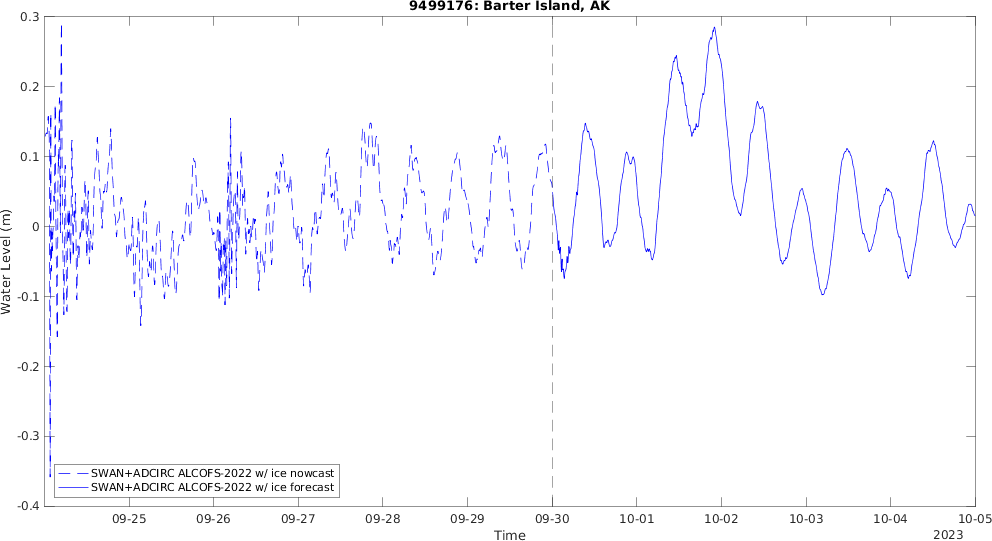 9499176: Barter Island, AK
0.3
0.2
0.1
0
-0.1
-0.2
-0.3
-0.4
Water Level (m)
SWAN+ADCIRC ALCOFS-2022 w/ ice nowcast
SWAN+ADCIRC ALCOFS-2022 w/ ice forecast
09-25 09-26 09-27 09-28 09-29 09-30 10-01 10-02 10-03 10-04 10-05
Time
2023